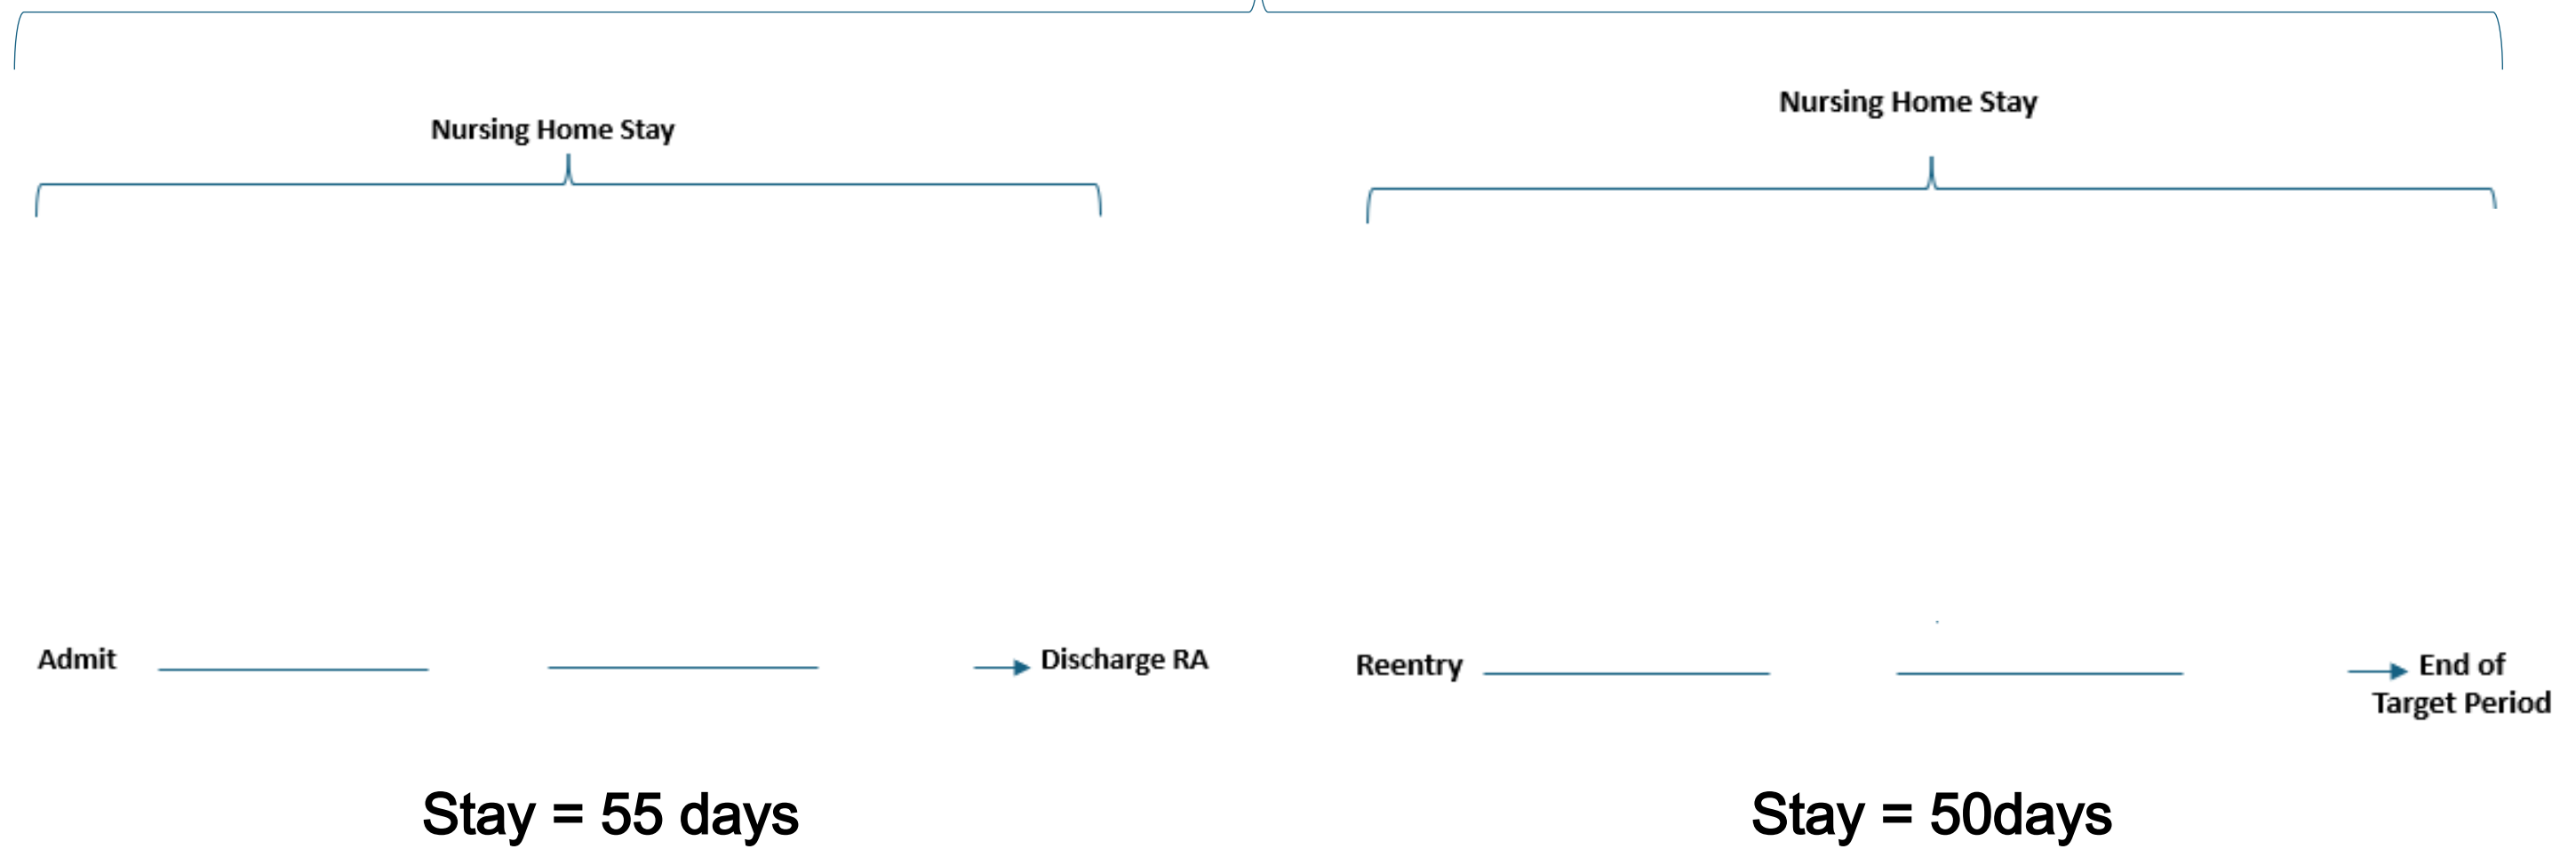 Nursing Home Stay
Nursing Home Stay
Admit
Discharge RA
Reentry
End of
Target Period
Stay = 55 days
Stay = 50days